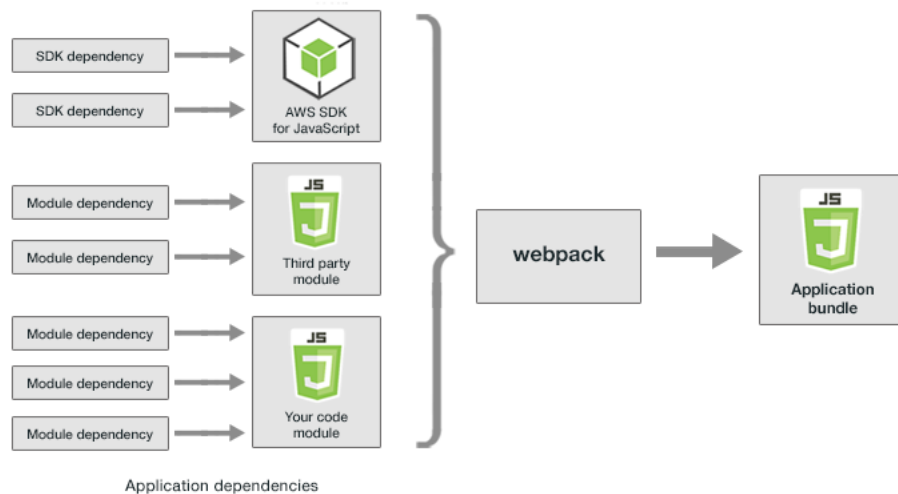 SDK dependency
SDK dependency
AWS SDK
for JavaScript
Module dependency
Module dependency
JS
Third party
module
Module dependency
Module dependency
Module dependency
JS
Your code
module
webpack
JS
Application
bundle
Application dependencies